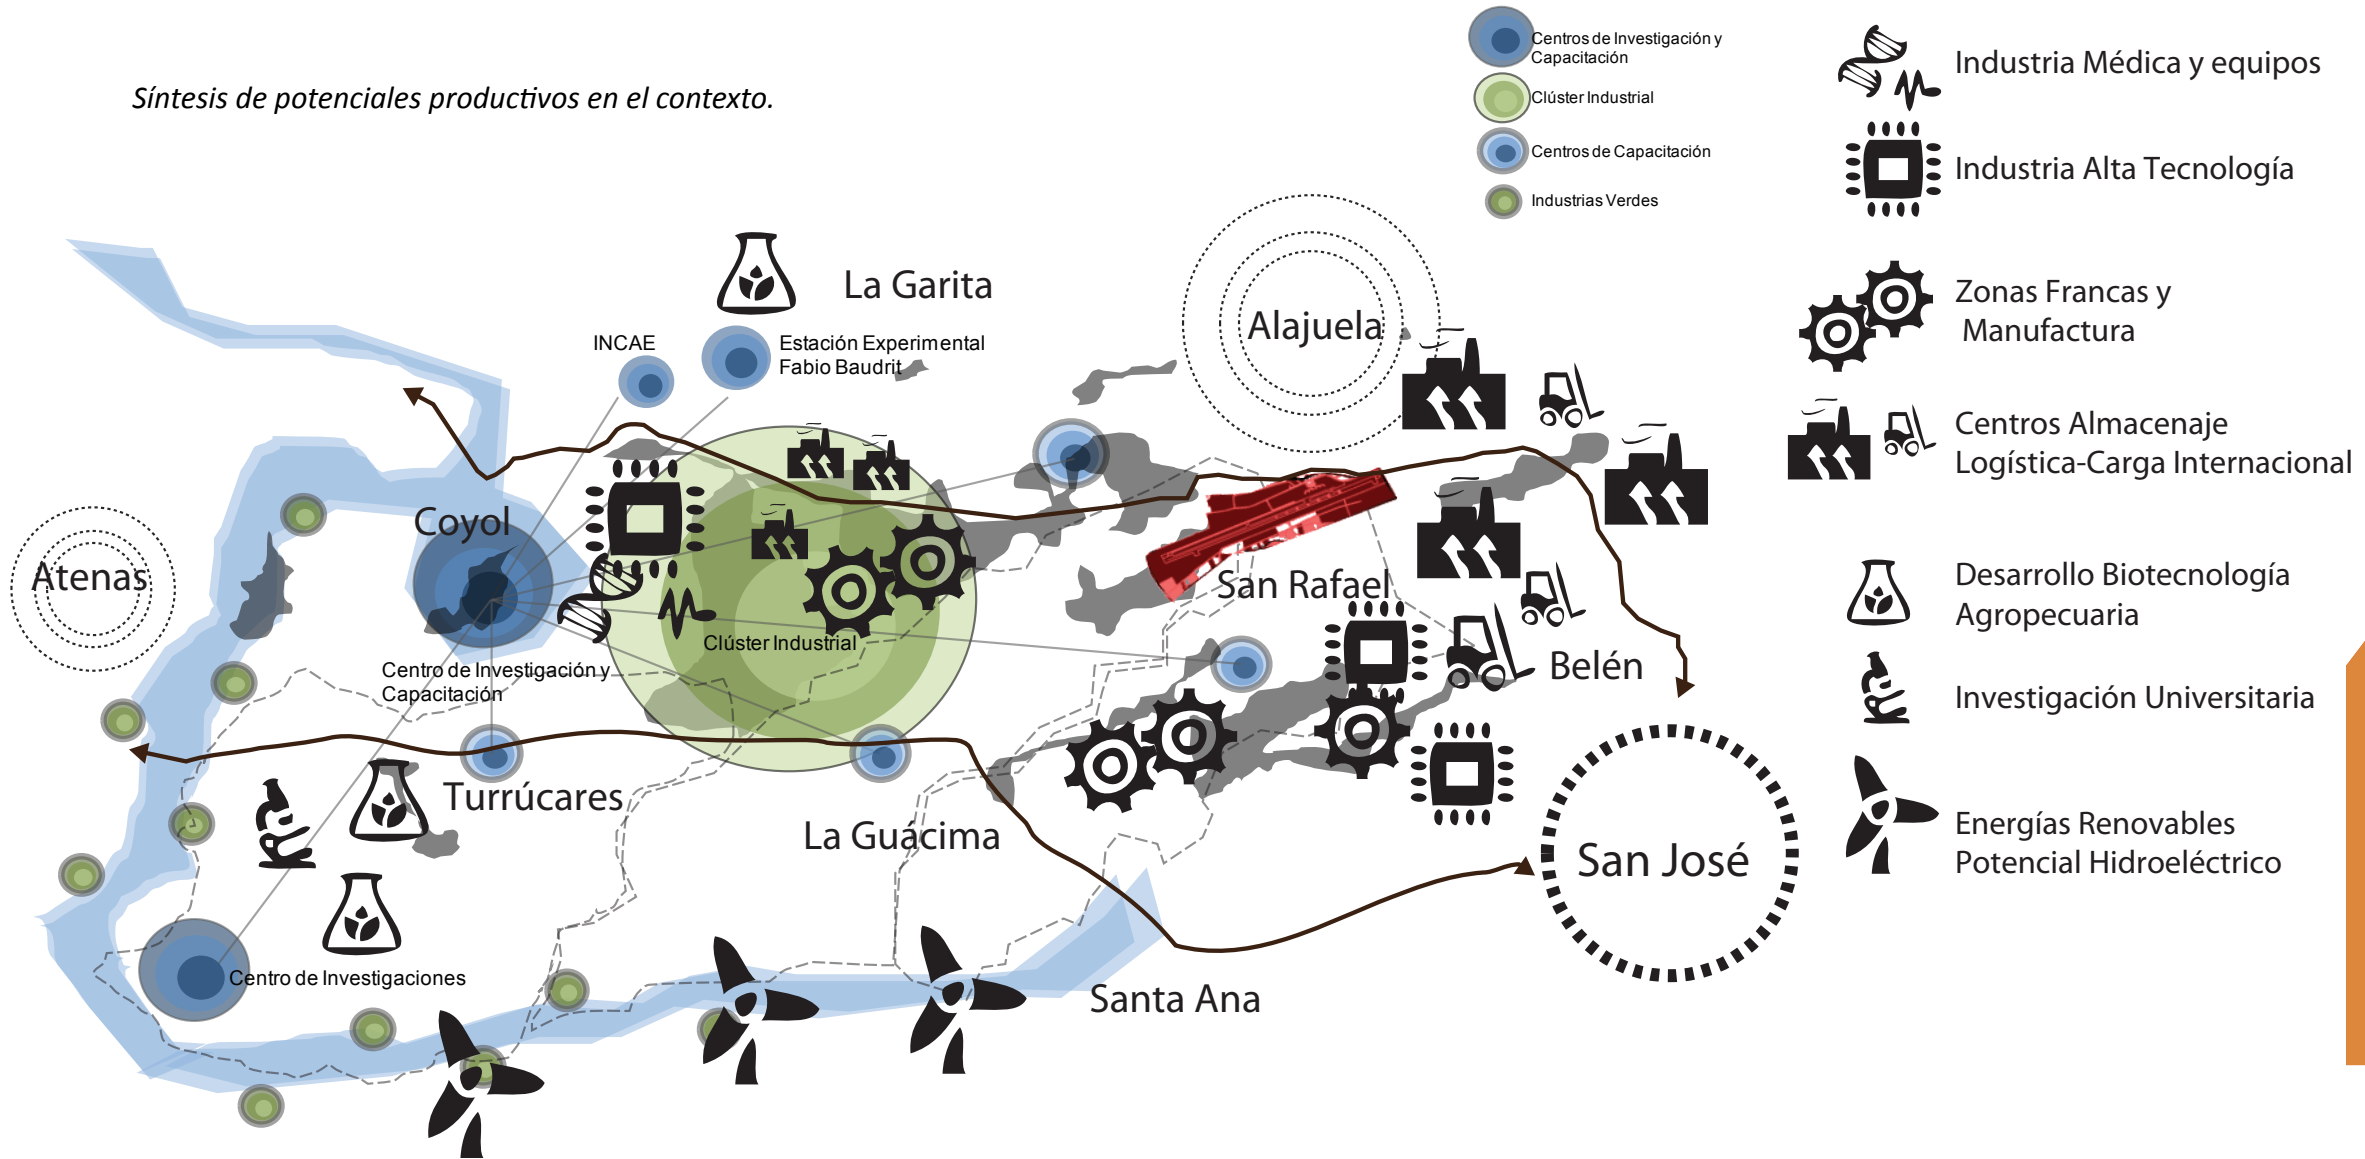 Síntesis de potenciales productivos en el contexto.
Centros de Investigación y
Capacitación
Clúster Industrial
Centros de Capacitación
Industrias Verdes
Industria Médica y equipos
Industria Alta Tecnología
Zonas Francas y
Manufactura
Centros Almacenaje
Logística-Carga Internacional
Desarrollo Biotecnología
Agropecuaria
Investigación Universitaria
Energías Renovables
Potencial Hidroeléctrico
La Garita
INCAE
Estación Experimental
Fabio Baudrit
Alajuela
Coyol
Atenas
San Rafael
Clúster Industrial
Centro de Investigación y
Capacitación
Belén
Turrúcares
La Guácima
San José
Centro de Investigaciones
Santa Ana